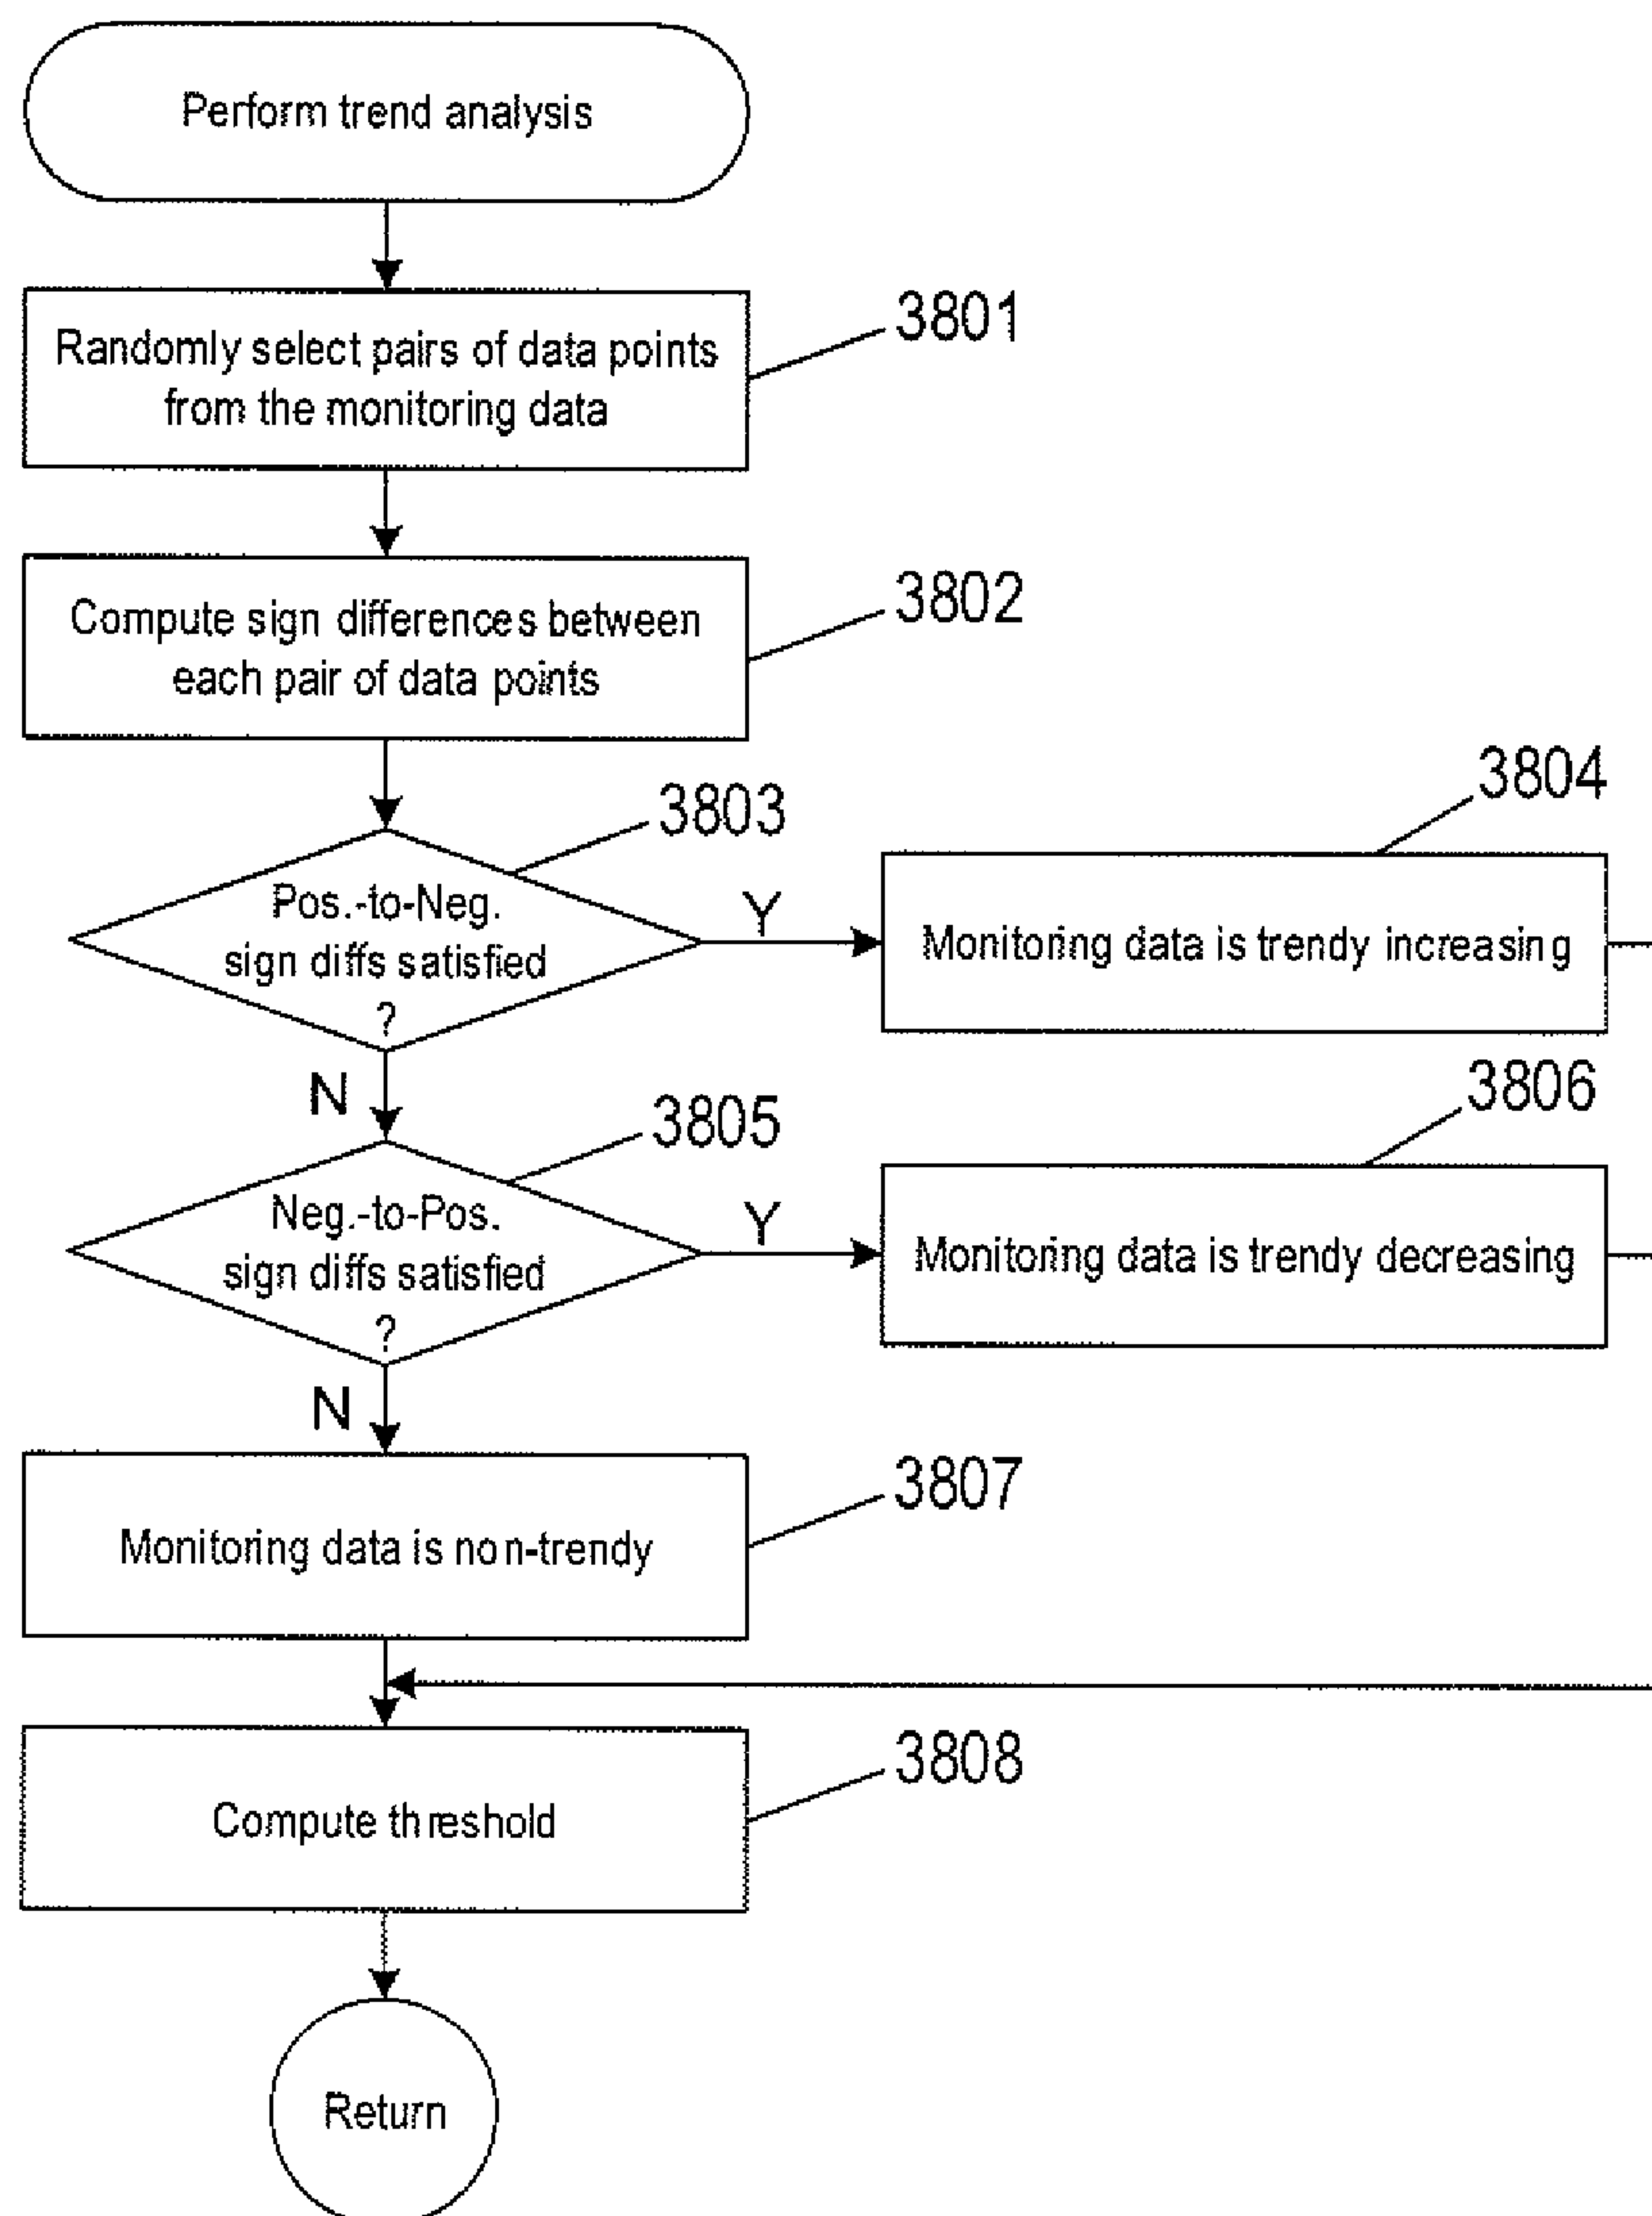 Perform trend analysis
3801
Randomly select pairs of data points
from the monitoring data
3802
Compute sign differences between
each pair of data points
3803
Pos.-to-Neg.
sign diffs satisfied
?
Y
3804
Monitoring data is trendy increasing
N
3805
Neg.-to-Pos.
sign diffs satisfied
?
Y
3806
Monitoring data is trendy decreasing
N
3807
Monitoring data is non-trendy
3808
Compute threshold
Return